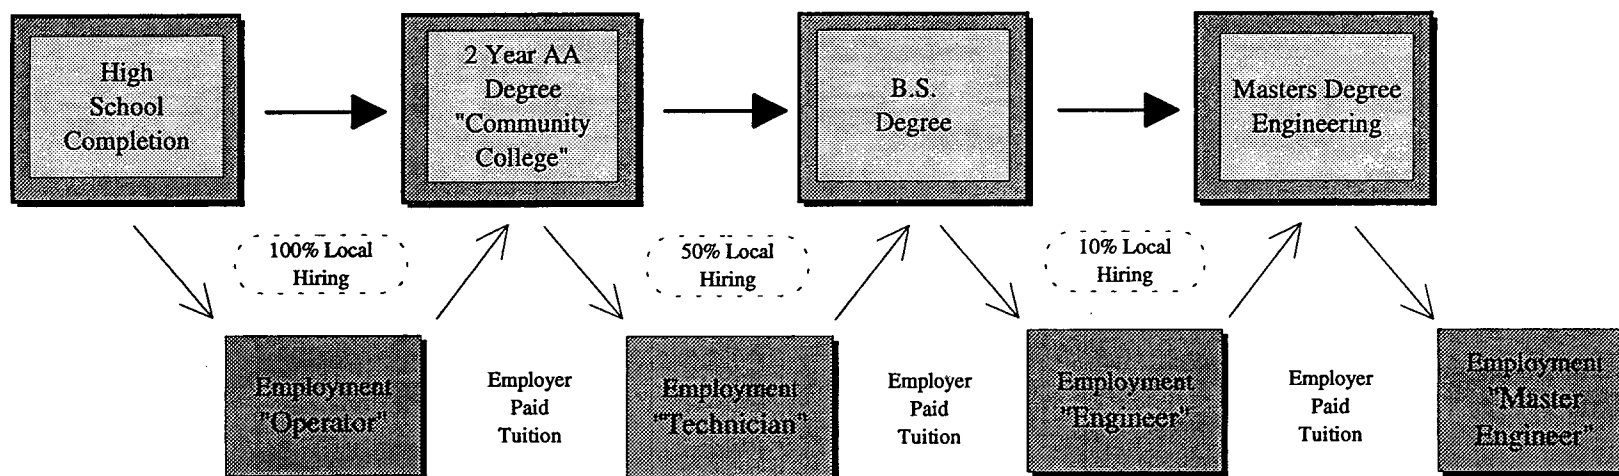 High
School
Completion
2 Year AA
Degree
"Community
College"
B.S.
Degree
Masters Degree
Engineering
100% Local
Hiring
50% Local
Hiring
10% Local
Hiring
Employment
"Operator"
Employer
Paid
Tuition
Employment
"Technician"
Employer
Paid
Tuition
Employment
"Engineer"
Employer
Paid
Tuition
Employment
"Master
Engineer"